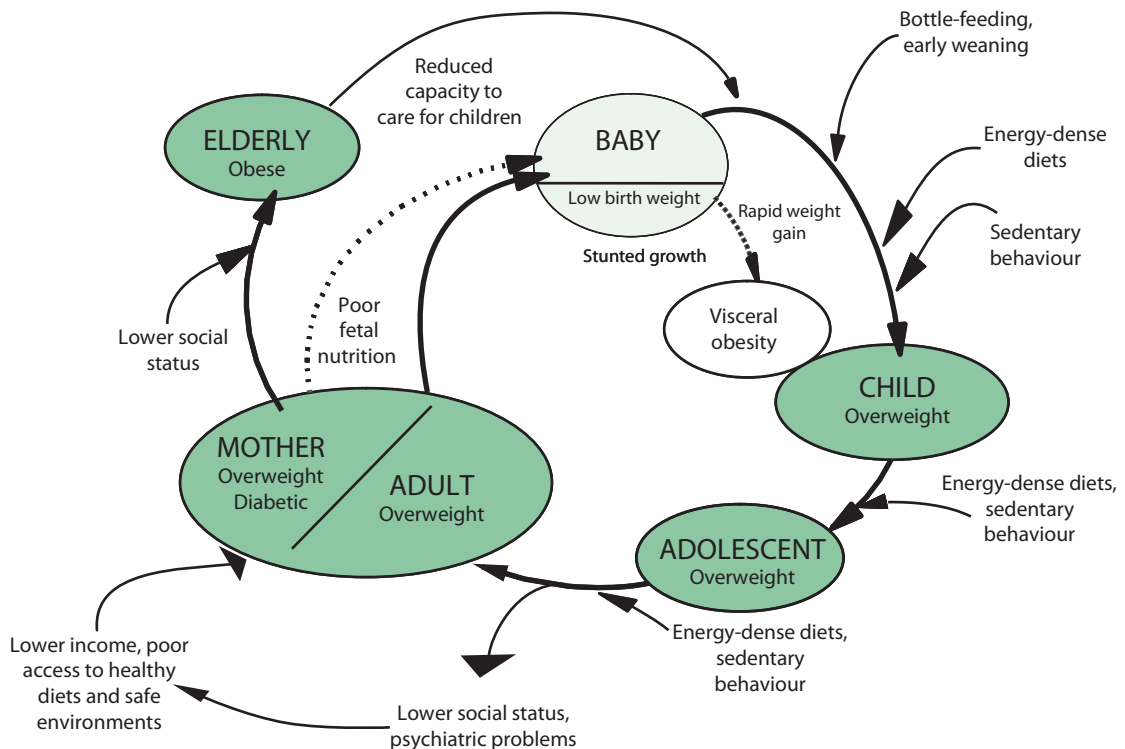 Bottle-feeding,
early weaning
Reduced
capacity to
care for children
ELDERLY
Obese
BABY
Low birth weight
Energy-dense
diets
Rapid weight
gain
Sedentary
behaviour
Stunted growth
Lower social
status
Poor
fetal
nutrition
Visceral
obesity
CHILD
Overweight
MOTHER
Overweight
Diabetic
ADULT
Overweight
Energy-dense diets,
sedentary
behaviour
ADOLESCENT
Overweight
Energy-dense diets,
sedentary
behaviour
Lower income, poor
access to healthy
diets and safe
environments
Lower social status,
psychiatric problems